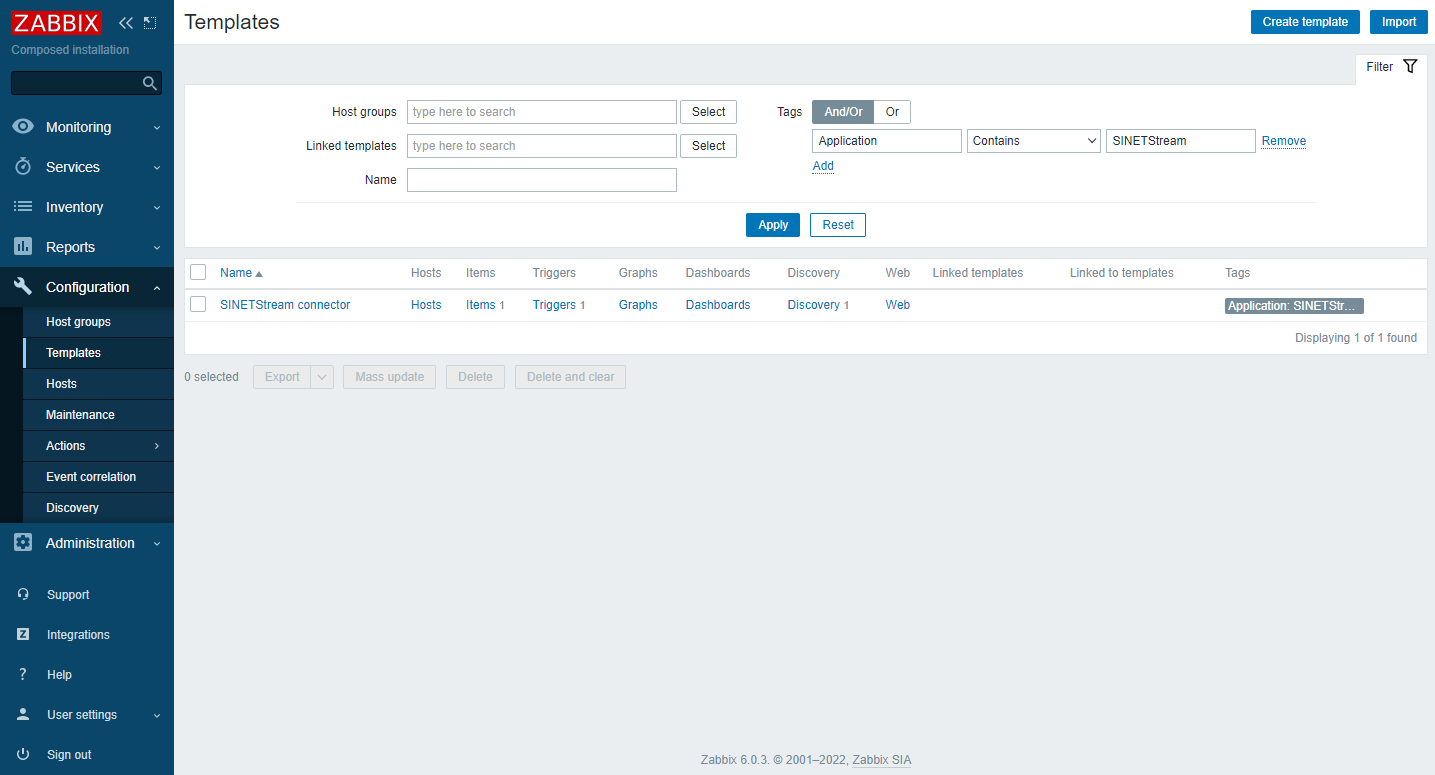 ZABBIX
Composed installation
Monitoring
Services
Inventory
Reports
Configuration
Host groups
Templates
Hosts
Maintenance
Actions
Event correlation
Discovery
Administration
Support
Integrations
Help
User settings
Sign out
Templates
Create template Import
Filter
Host groups type here to search Select Tags And/Or Or
Application Contains SINETStream Remove
Linked templates type here to search Select
Add
Name
Apply Reset
Name Hosts Items Triggers Graphs Dashboards Discovery Web Linked templates Linked to templates Tags
SINETStream connector Hosts Items 1 Triggers 1 Graphs Dashboards Discovery 1 Web Application: SINETStr...
Displaying 1 of 1 found
0 selected Export Mass update Delete Delete and clear
Zabbix 6.0.3. © 2001–2022, Zabbix SIA